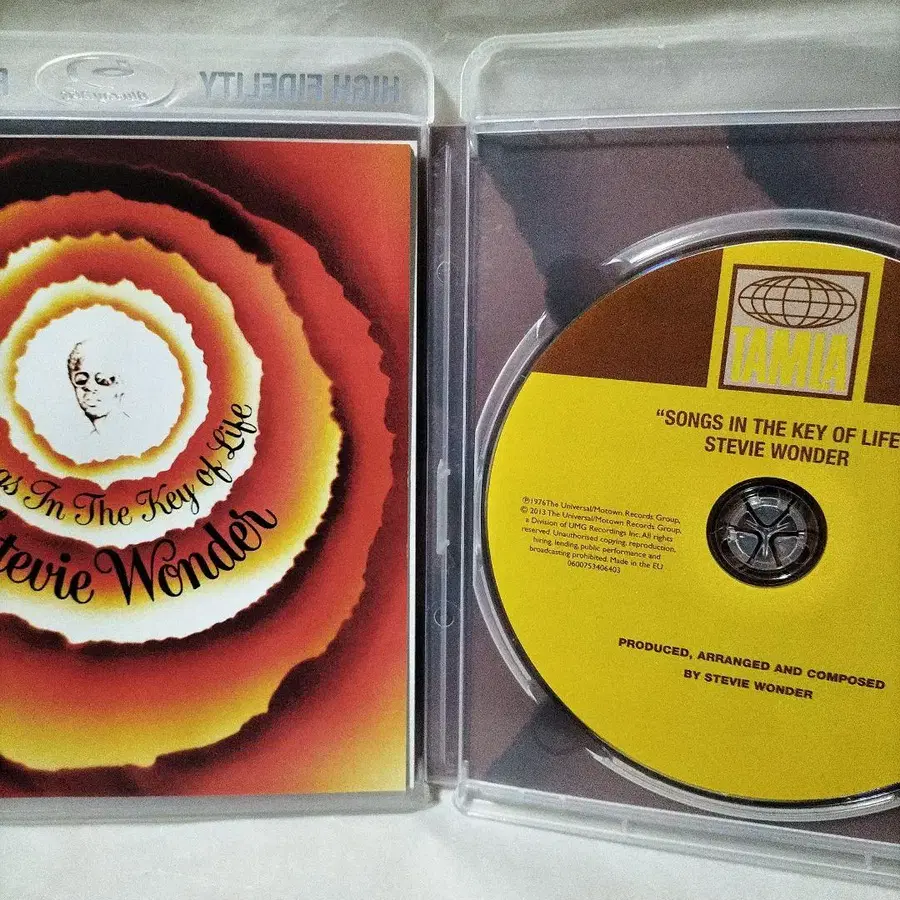 HIGH FIDELITY
gs In The Key of Life
Stevie Wonder
TAMLA
"SONGS IN THE KEY OF LIFE
STEVIE WONDER
℗1976 The Universal/Motown Records Group,
© 2013 The Universal/Motown Records Group,
a Division of UMG Recordings Inc. All rights
reserved. Unauthorised copying, reproduction,
hiring, lending, public performance and
broadcasting prohibited. Made in the EU
0600753406403
PRODUCED, ARRANGED AND COMPOSED
BY STEVIE WONDER